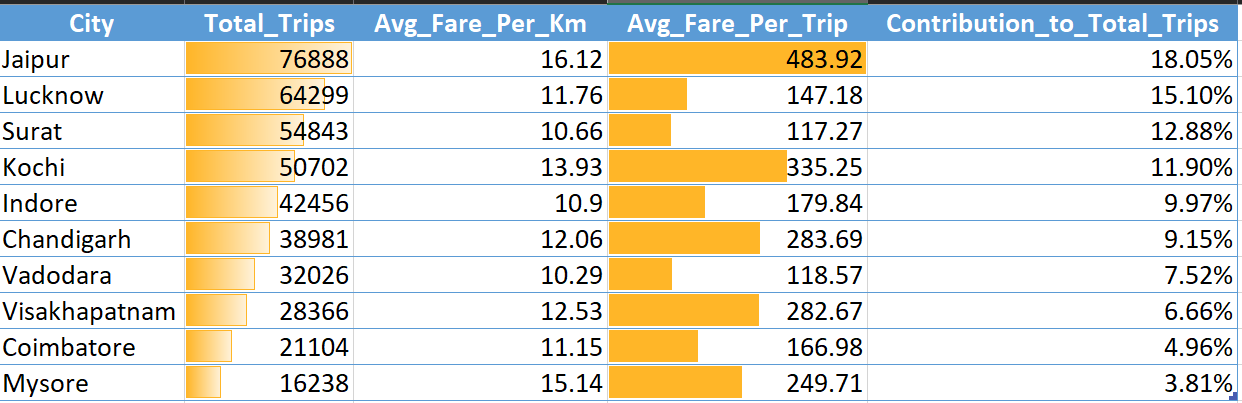 City Total_Trips Avg_Fare_Per_Km Avg_Fare_Per_Trip Contribution_to_Total_Trips
Jaipur 76888 16.12 483.92 18.05%
Lucknow 64299 11.76 147.18 15.10%
Surat 54843 10.66 117.27 12.88%
Kochi 50702 13.93 335.25 11.90%
Indore 42456 10.9 179.84 9.97%
Chandigarh 38981 12.06 283.69 9.15%
Vadodara 32026 10.29 118.57 7.52%
Visakhapatnam 28366 12.53 282.67 6.66%
Coimbatore 21104 11.15 166.98 4.96%
Mysore 16238 15.14 249.71 3.81%